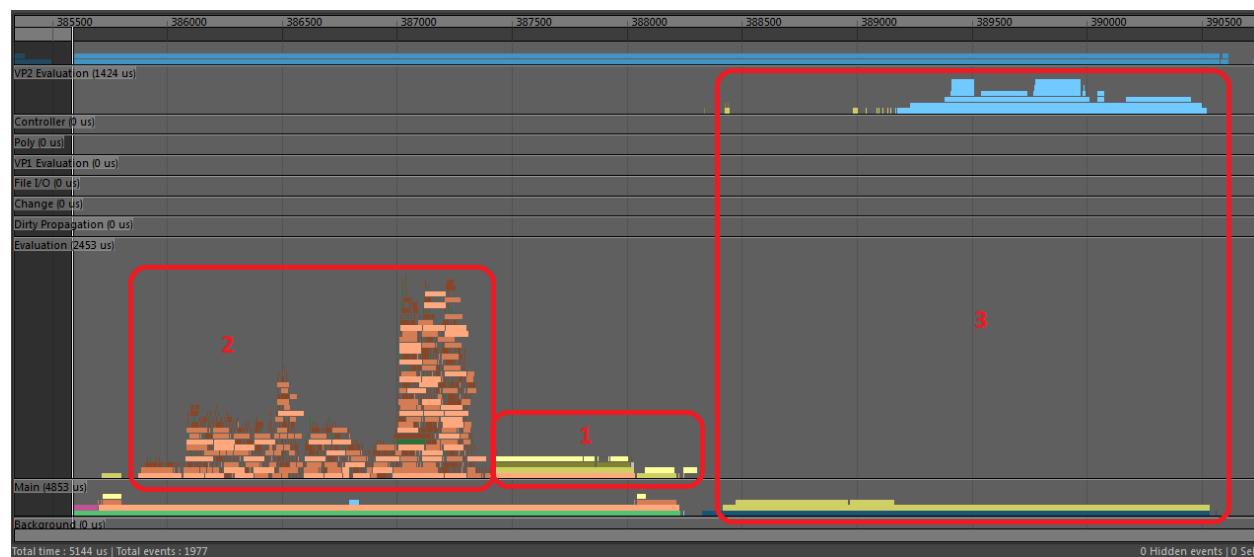 385500 386000 386500 387000 387500 388000 388500 389000 389500 390000 390500
VP2 Evaluation (1424 us)
Controller (0 us)
Poly (0 us)
VP1 Evaluation (0 us)
File I/O (0 us)
Change (0 us)
Dirty Propagation (0 us)
Evaluation (2453 us)
2
3
1
Main (4853 us)
Background (0 us)
Total time : 5144 us | Total events : 1977
0 Hidden events | 0 Se